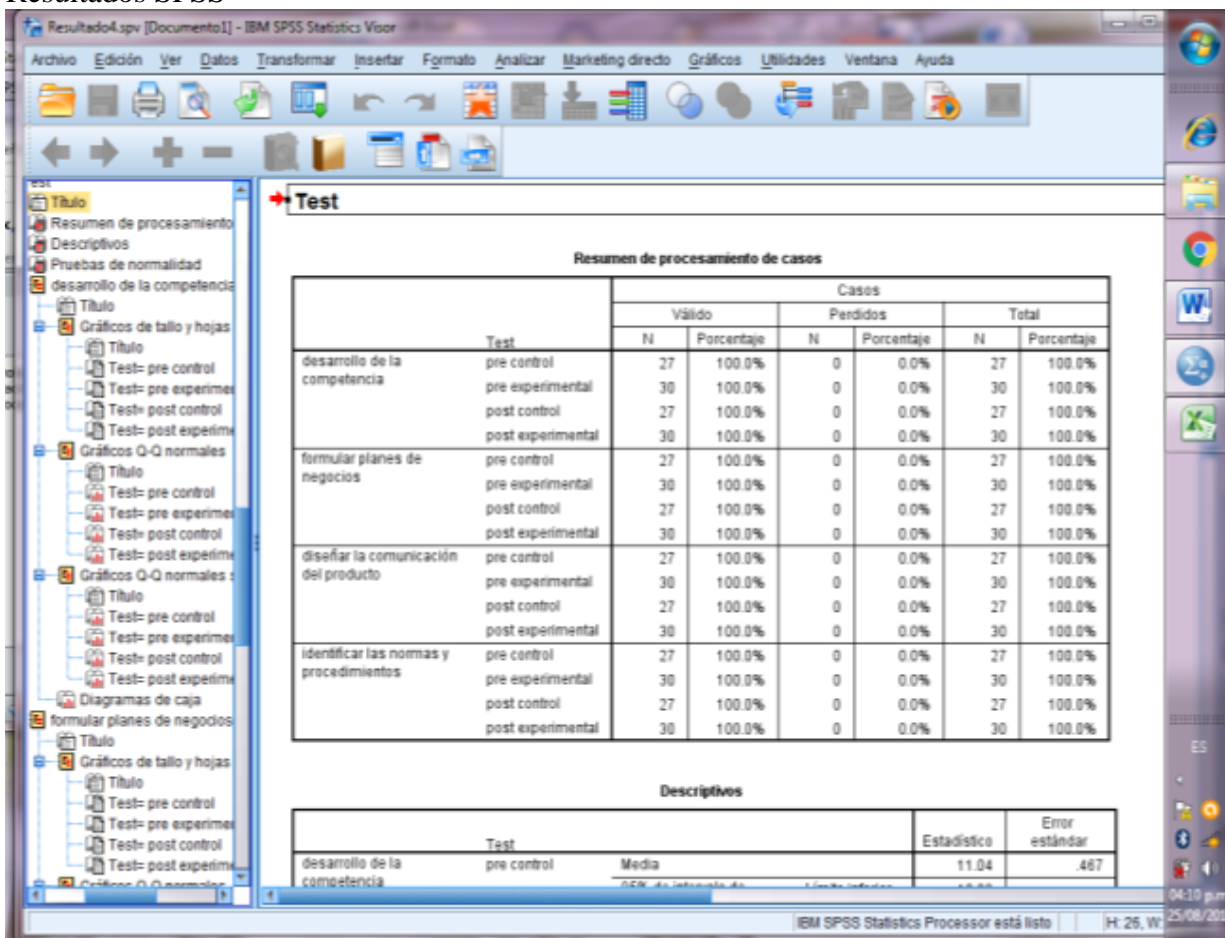 Resultados SPSS
Resultado4.spv [Documento1] - IBM SPSS Statistics Visor
Archivo Edición Ver Datos Transformar Insertar Formato Analizar Marketing directo Gráficos Utilidades Ventana Ayuda
Título
Resumen de procesamiento
Descriptivos
Pruebas de normalidad
desarrollo de la competencia
Título
Gráficos de tallo y hojas
Título
Test= pre control
Test= pre experimen
Test= post control
Test= post experime
Gráficos Q-Q normales
Título
Test= pre control
Test= pre experimen
Test= post control
Test= post experime
Gráficos Q-Q normales s
Título
Test= pre control
Test= pre experimen
Test= post control
Test= post experime
Diagramas de caja
formular planes de negocios
Título
Gráficos de tallo y hojas
Título
Test= pre control
Test= pre experimen
Test= post control
Test= post experime
Gráficos Q-Q normales
Test
Resumen de procesamiento de casos
Casos
Válido Perdidos Total
Test N Porcentaje N Porcentaje N Porcentaje
desarrollo de la competencia pre control 27 100.0% 0 0.0% 27 100.0%
pre experimental 30 100.0% 0 0.0% 30 100.0%
post control 27 100.0% 0 0.0% 27 100.0%
post experimental 30 100.0% 0 0.0% 30 100.0%
formular planes de negocios pre control 27 100.0% 0 0.0% 27 100.0%
pre experimental 30 100.0% 0 0.0% 30 100.0%
post control 27 100.0% 0 0.0% 27 100.0%
post experimental 30 100.0% 0 0.0% 30 100.0%
diseñar la comunicación del producto pre control 27 100.0% 0 0.0% 27 100.0%
pre experimental 30 100.0% 0 0.0% 30 100.0%
post control 27 100.0% 0 0.0% 27 100.0%
post experimental 30 100.0% 0 0.0% 30 100.0%
identificar las normas y procedimientos pre control 27 100.0% 0 0.0% 27 100.0%
pre experimental 30 100.0% 0 0.0% 30 100.0%
post control 27 100.0% 0 0.0% 27 100.0%
post experimental 30 100.0% 0 0.0% 30 100.0%
Descriptivos
Test Estadístico Error estándar
desarrollo de la competencia pre control Media 11.04 .467
IBM SPSS Statistics Processor está listo H: 26, W:
ES
04:10 p.m
25/08/201